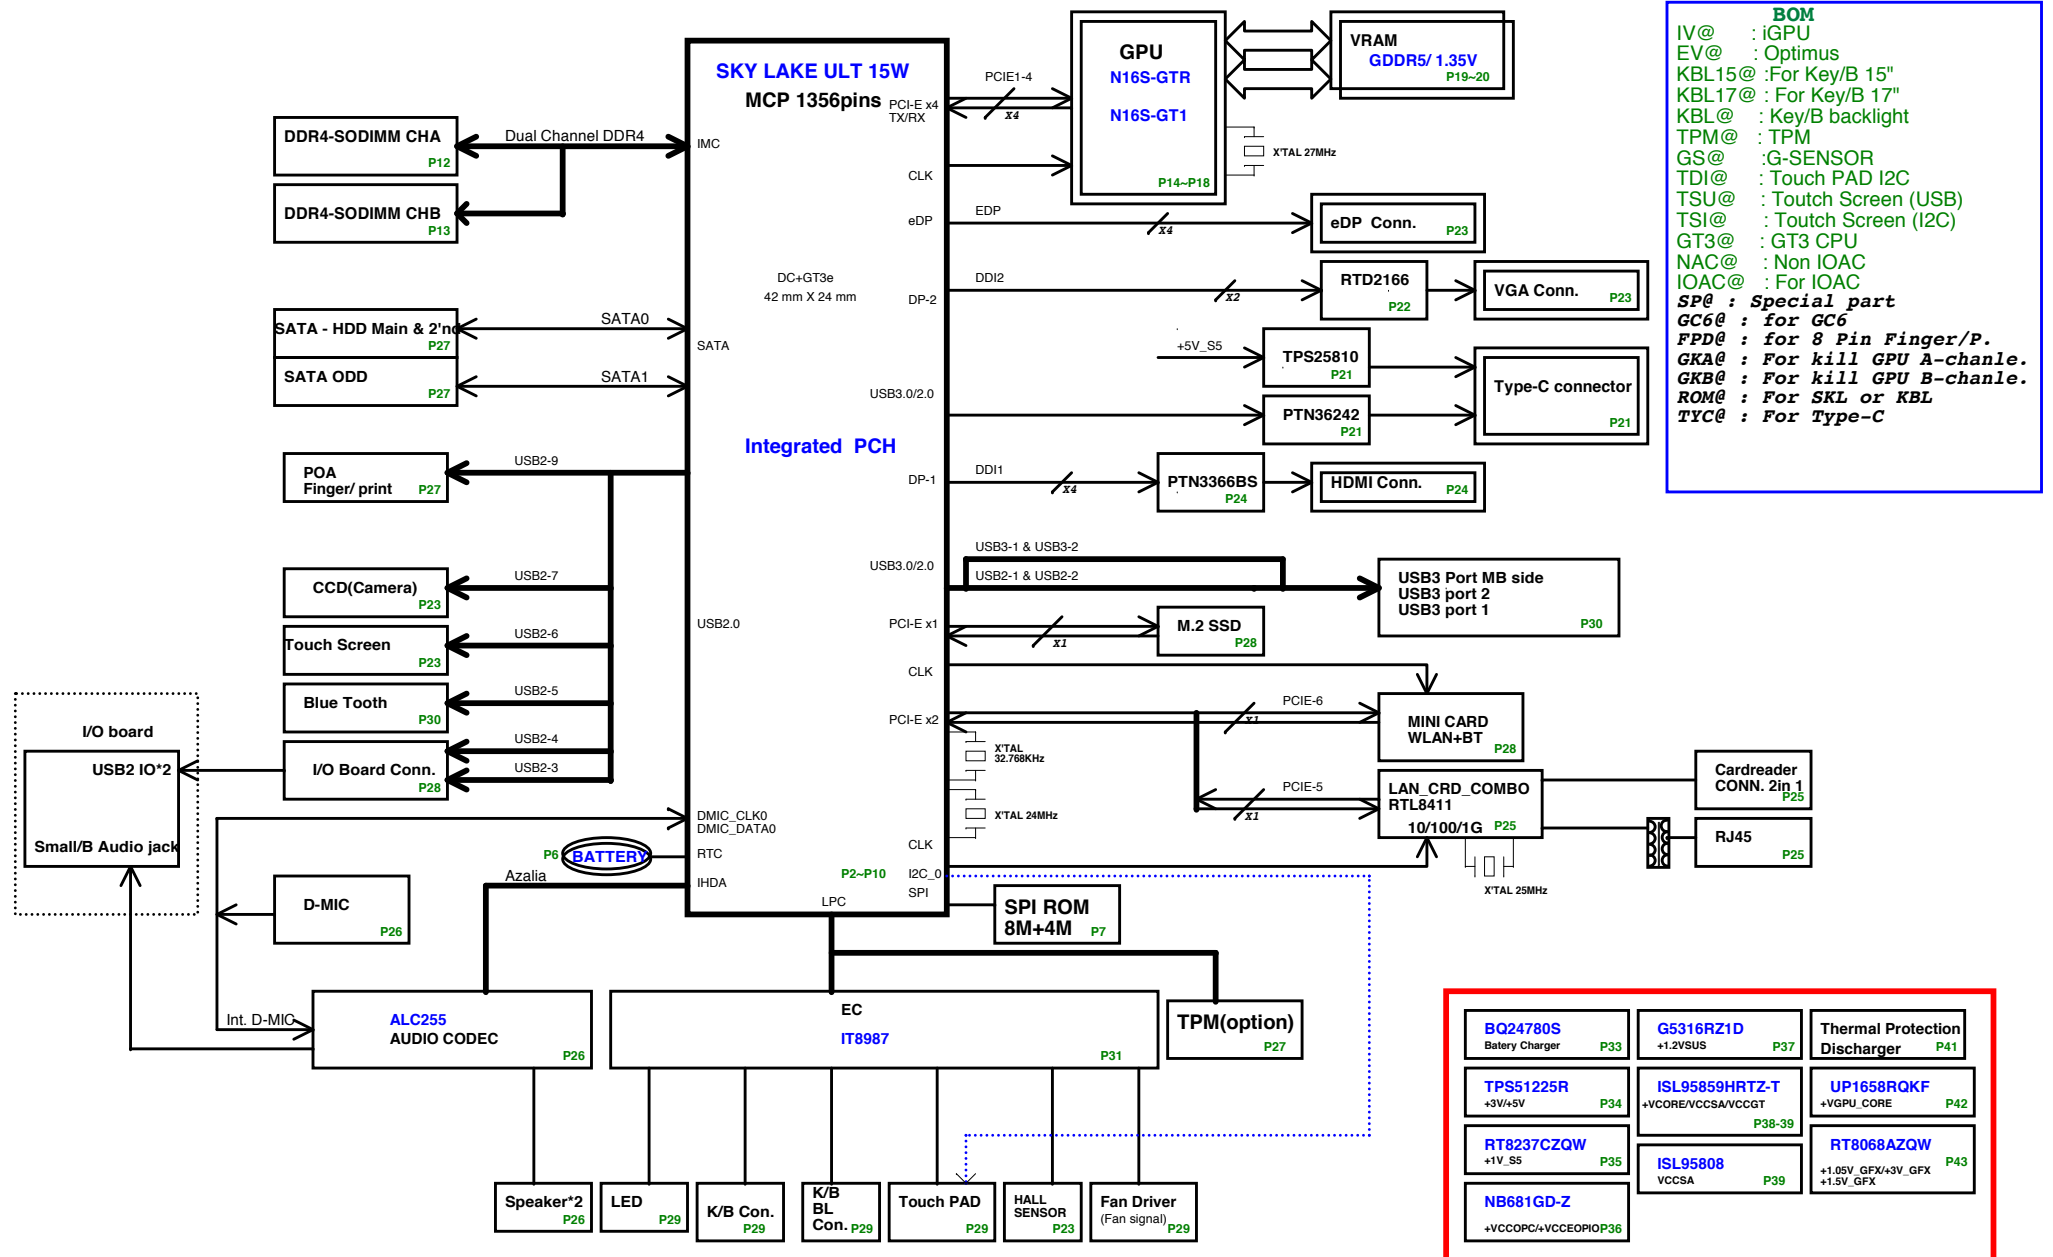 SKY LAKE ULT 15W
MCP 1356pins
DC+GT3e
42 mm X 24 mm
Integrated PCH
P2~P10
IMC
SATA
USB2.0
DMIC_CLK0
DMIC_DATA0
RTC
IHDA
LPC
PCI-E x4
TX/RX
CLK
eDP
DP-2
USB3.0/2.0
DP-1
USB3.0/2.0
PCI-E x1
CLK
PCI-E x2
CLK
I2C_0
SPI
DDR4-SODIMM CHA
P12
Dual Channel DDR4
DDR4-SODIMM CHB
P13
SATA - HDD Main & 2'nd
P27
SATA0
SATA ODD
P27
SATA1
POA
Finger/ print
P27
USB2-9
CCD(Camera)
P23
USB2-7
Touch Screen
P23
USB2-6
Blue Tooth
P30
USB2-5
I/O Board Conn.
P28
USB2-4
USB2-3
I/O board
USB2 IO*2
Small/B Audio jack
P6
BATTERY
Azalia
D-MIC
P26
Int. D-MIC
ALC255
AUDIO CODEC
P26
EC
IT8987
P31
TPM(option)
P27
SPI ROM
8M+4M
P7
Speaker*2
P26
LED
P29
K/B Con.
P29
K/B
BL
Con.
P29
Touch PAD
P29
HALL
SENSOR
P23
Fan Driver
(Fan signal)
P29
PCIE1-4
X4
GPU
N16S-GTR
N16S-GT1
P14~P18
VRAM
GDDR5/ 1.35V
P19~20
X'TAL 27MHz
EDP
X4
eDP Conn.
P23
DDI2
X2
RTD2166
P22
VGA Conn.
P23
+5V_S5
TPS25810
P21
PTN36242
P21
Type-C connector
P21
DDI1
X4
PTN3366BS
P24
HDMI Conn.
P24
USB3-1 & USB3-2
USB2-1 & USB2-2
USB3 Port MB side
USB3 port 2
USB3 port 1
P30
X1
M.2 SSD
P28
PCIE-6
X1
MINI CARD
WLAN+BT
P28
X'TAL
32.768KHz
X'TAL 24MHz
PCIE-5
X1
LAN_CRD_COMBO
RTL8411
10/100/1G
P25
X'TAL 25MHz
Cardreader
CONN. 2in 1
P25
RJ45
P25
BOM
IV@ : iGPU
EV@ : Optimus
KBL15@ :For Key/B 15"
KBL17@ : For Key/B 17"
KBL@ : Key/B backlight
TPM@ : TPM
GS@ :G-SENSOR
TDI@ : Touch PAD I2C
TSU@ : Toutch Screen (USB)
TSI@ : Toutch Screen (I2C)
GT3@ : GT3 CPU
NAC@ : Non IOAC
IOAC@ : For IOAC
SP@ : Special part
GC6@ : for GC6
FPD@ : for 8 Pin Finger/P.
GKA@ : For kill GPU A-chanle.
GKB@ : For kill GPU B-chanle.
ROM@ : For SKL or KBL
TYC@ : For Type-C
BQ24780S
Batery Charger
P33
G5316RZ1D
+1.2VSUS
P37
Thermal Protection
Discharger
P41
TPS51225R
+3V/+5V
P34
ISL95859HRTZ-T
+VCORE/VCCSA/VCCGT
P38-39
UP1658RQKF
+VGPU_CORE
P42
RT8237CZQW
+1V_S5
P35
ISL95808
VCCSA
P39
RT8068AZQW
P43
+1.05V_GFX/+3V_GFX
+1.5V_GFX
NB681GD-Z
+VCCOPC/+VCCEOPIO
P36